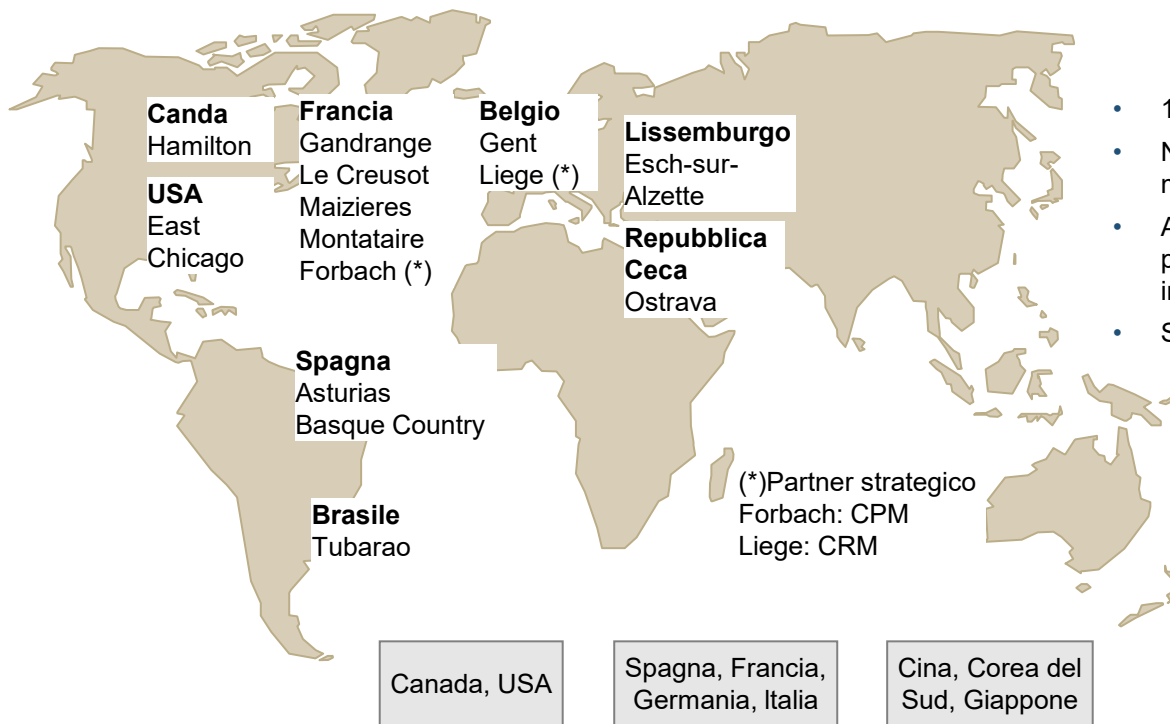 Canda
Hamilton
USA
East
Chicago
Francia
Gandrange
Le Creusot
Maizieres
Montataire
Forbach (*)
Belgio
Gent
Liege (*)
Lissemburgo
Esch-sur-
Alzette
Repubblica
Ceca
Ostrava
Spagna
Asturias
Basque Country
Brasile
Tubarao
(*)Partner strategico
Forbach: CPM
Liege: CRM
• 1
•
•
•
Canada, USA
Spagna, Francia,
Germania, Italia
Cina, Corea del
Sud, Giappone